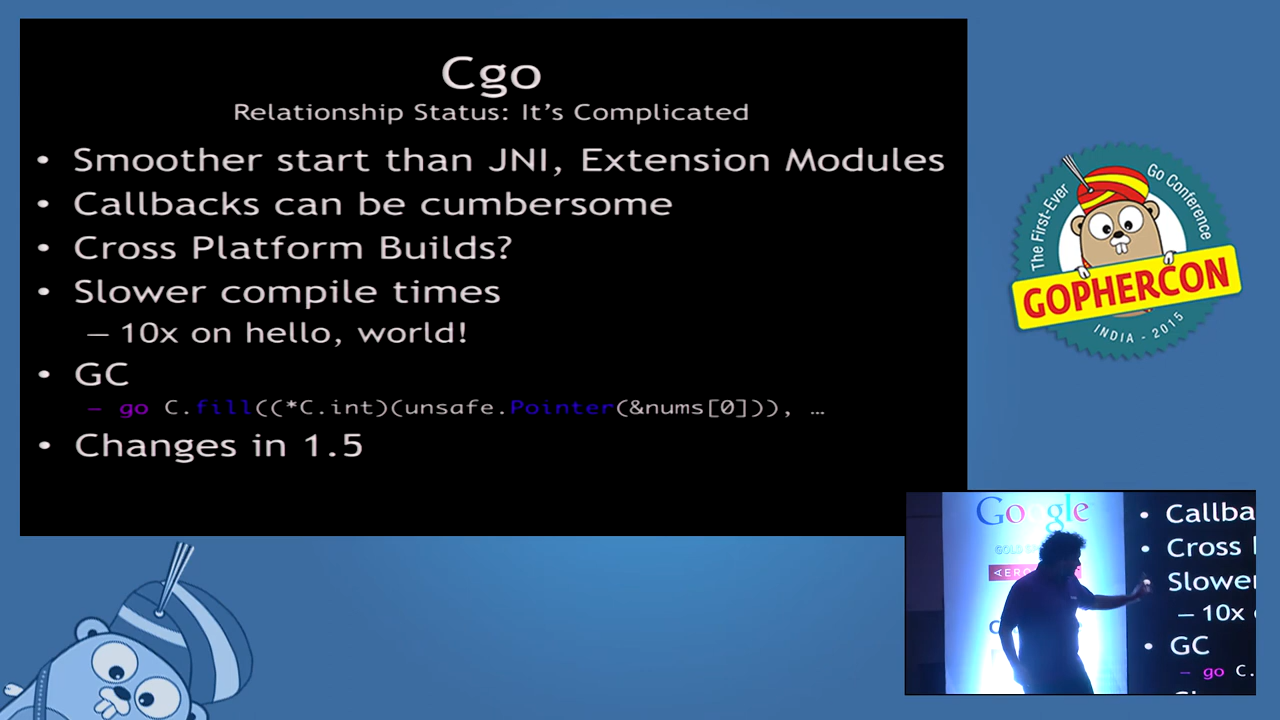 Cgo
Relationship Status: It's Complicated
• Smoother start than JNI, Extension Modules
• Callbacks can be cumbersome
• Cross Platform Builds?
• Slower compile times
– 10x on hello, world!
• GC
– go C.fill((*C.int)(unsafe.Pointer(&nums[0])), …
• Changes in 1.5
The First-Ever
Go Conference
GOPHERCON
INDIA - 2015
Google
• Callba
• Cross
• Slower
– 10x
• GC
– go C.